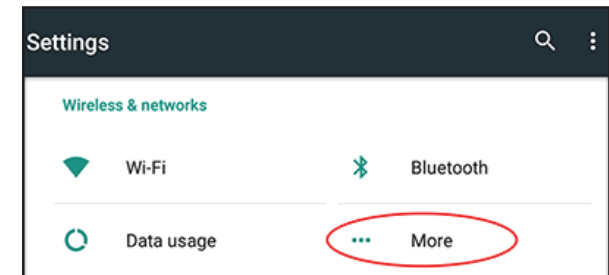 Settings
Wireless & networks
Wi-Fi Bluetooth
Data usage More